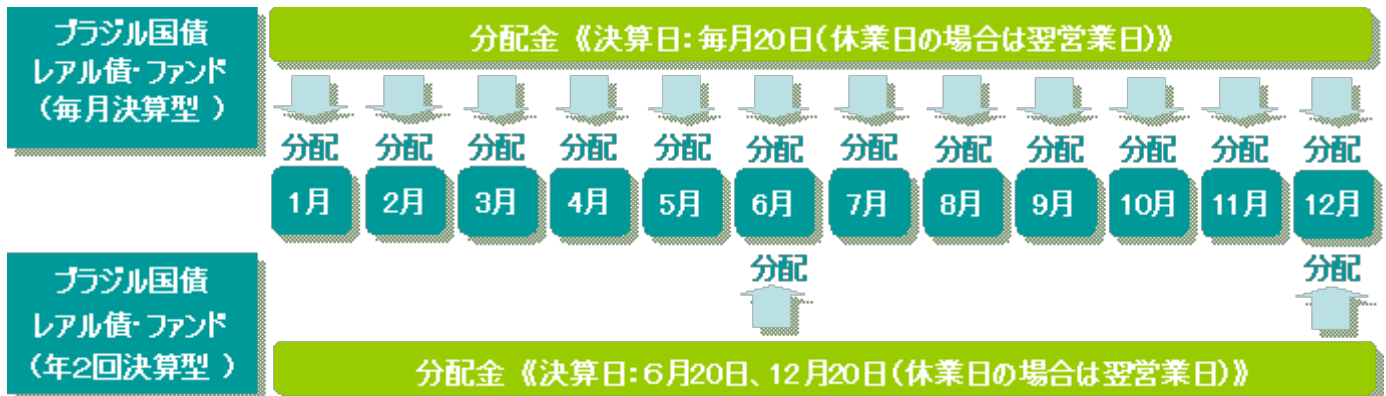 ブラジル国債
レアル債・ファンド
（毎月決算型 ）
分配金《決算日：毎月20日（休業日の場合は翌営業日）》
分配 分配 分配 分配 分配 分配 分配 分配 分配 分配 分配 分配
1月 2月 3月 4月 5月 6月 7月 8月 9月 10月 11月 12月
ブラジル国債
レアル債・ファンド
（年2回決算型 ）
分配 分配
分配金《決算日：６月20日、12月20日（休業日の場合は翌営業日）》